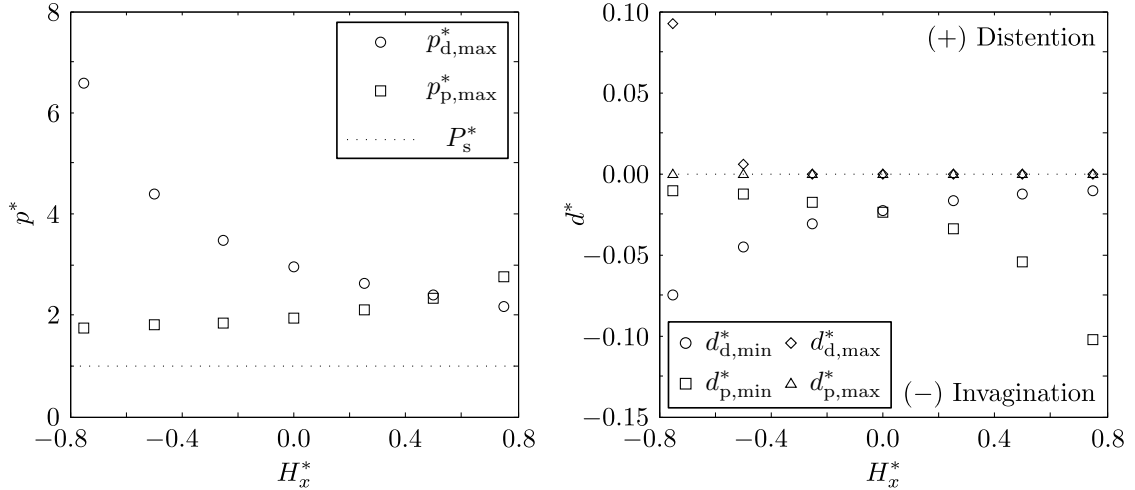 8
6
4
2
0
p*
−0.8
−0.4
0.0
0.4
0.8
H*x
p*d,max
p*p,max
P*s
0.10
0.05
0.00
−0.05
−0.10
−0.15
d*
−0.8
−0.4
0.0
0.4
0.8
H*x
(+) Distention
d*d,min d*d,max
d*p,min d*p,max
(−) Invagination